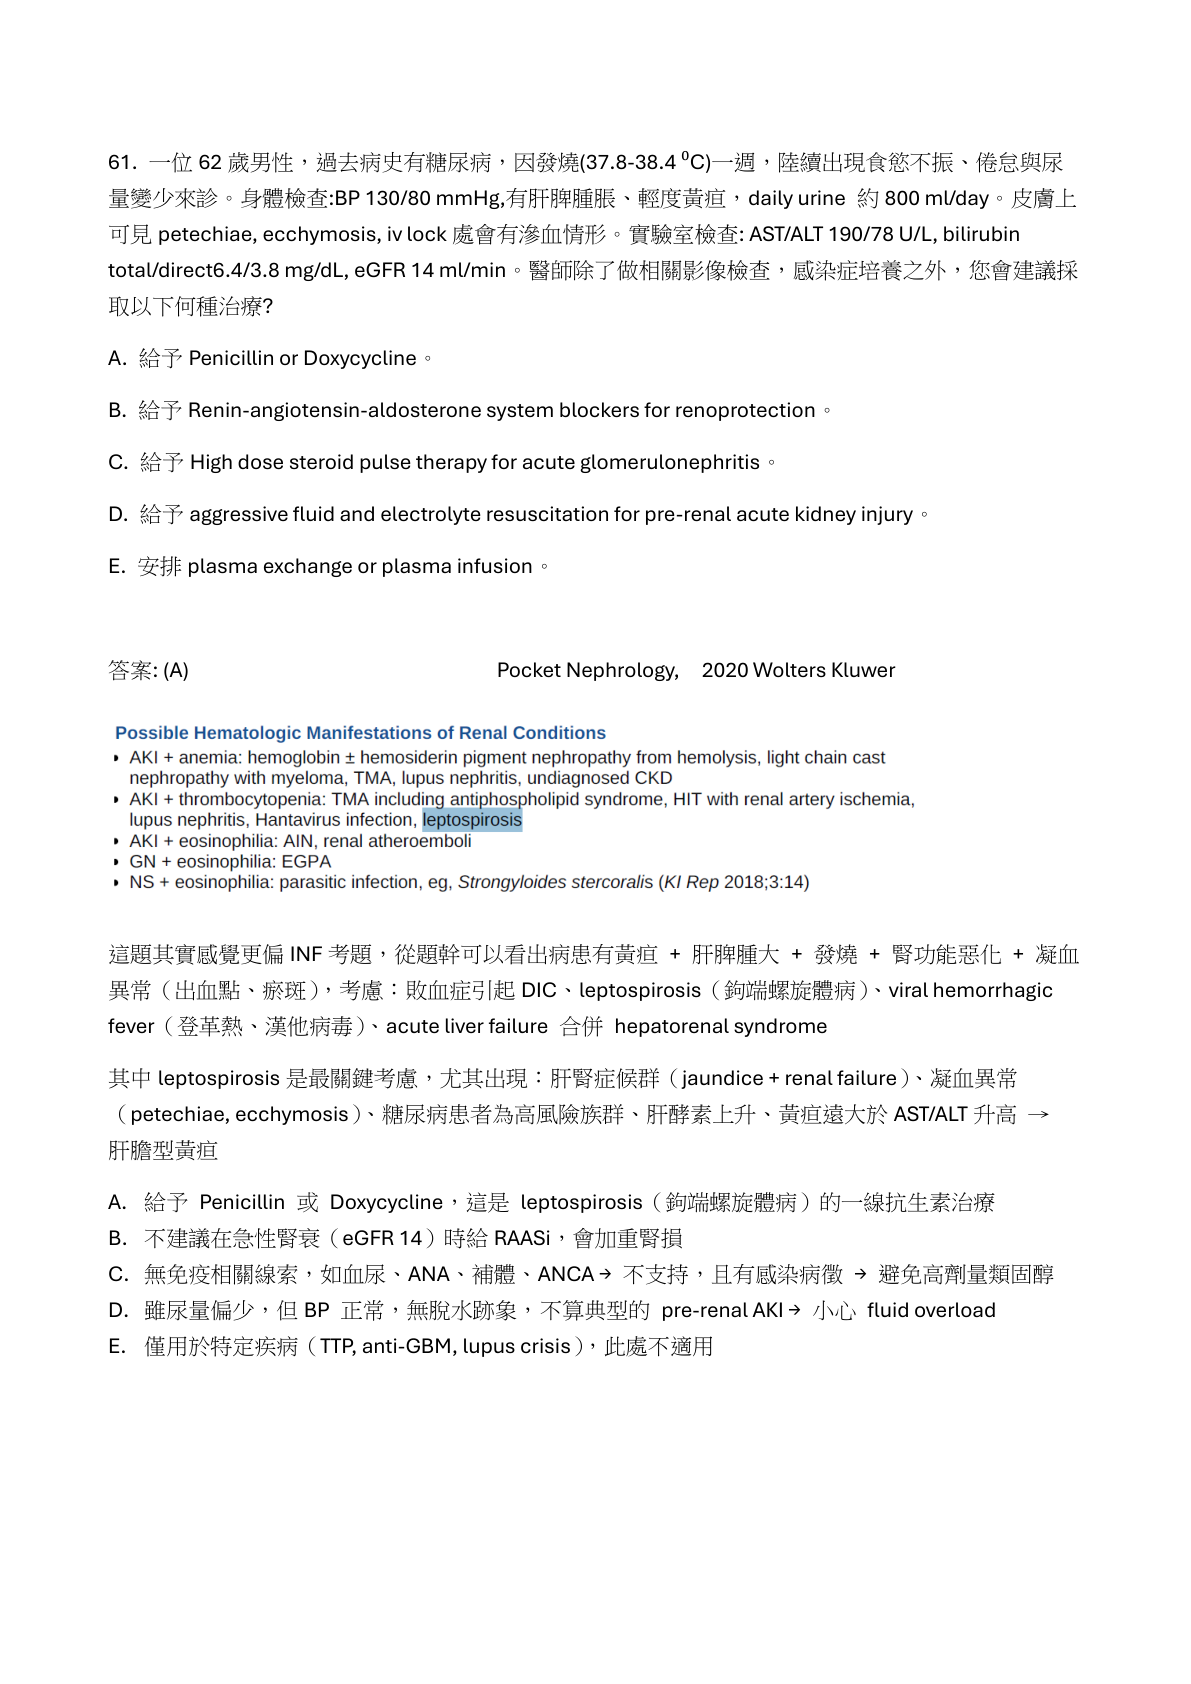 61. 一位 62 歲男性，過去病史有糖尿病，因發燒(37.8-38.4 ⁰C)一週，陸續出現食慾不振、倦怠與尿
量變少來診。身體檢查:BP 130/80 mmHg,有肝脾腫脹、輕度黃疸，daily urine 約 800 ml/day。皮膚上
可見 petechiae, ecchymosis, iv lock 處會有滲血情形。實驗室檢查: AST/ALT 190/78 U/L, bilirubin
total/direct6.4/3.8 mg/dL, eGFR 14 ml/min。醫師除了做相關影像檢查，感染症培養之外，您會建議採
取以下何種治療?
A. 給予 Penicillin or Doxycycline。
B. 給予 Renin-angiotensin-aldosterone system blockers for renoprotection。
C. 給予 High dose steroid pulse therapy for acute glomerulonephritis。
D. 給予 aggressive fluid and electrolyte resuscitation for pre-renal acute kidney injury。
E. 安排 plasma exchange or plasma infusion。
答案: (A) Pocket Nephrology, 2020 Wolters Kluwer
Possible Hematologic Manifestations of Renal Conditions
• AKI + anemia: hemoglobin ± hemosiderin pigment nephropathy from hemolysis, light chain cast
nephropathy with myeloma, TMA, lupus nephritis, undiagnosed CKD
• AKI + thrombocytopenia: TMA including antiphospholipid syndrome, HIT with renal artery ischemia,
lupus nephritis, Hantavirus infection, leptospirosis
• AKI + eosinophilia: AIN, renal atheroemboli
• GN + eosinophilia: EGPA
• NS + eosinophilia: parasitic infection, eg, Strongyloides stercoralis (KI Rep 2018;3:14)
這題其實感覺更偏 INF 考題，從題幹可以看出病患有黃疸 + 肝脾腫大 + 發燒 + 腎功能惡化 + 凝血
異常（出血點、瘀斑），考慮：敗血症引起 DIC、leptospirosis（鉤端螺旋體病）、viral hemorrhagic
fever（登革熱、漢他病毒）、acute liver failure 合併 hepatorenal syndrome
其中 leptospirosis 是最關鍵考慮，尤其出現：肝腎症候群（jaundice + renal failure）、凝血異常
（petechiae, ecchymosis）、糖尿病患者為高風險族群、肝酵素上升、黃疸遠大於 AST/ALT 升高 →
肝膽型黃疸
A. 給予 Penicillin 或 Doxycycline，這是 leptospirosis（鉤端螺旋體病）的一線抗生素治療
B. 不建議在急性腎衰（eGFR 14）時給 RAASi，會加重腎損
C. 無免疫相關線索，如血尿、ANA、補體、ANCA→ 不支持，且有感染病徵 → 避免高劑量類固醇
D. 雖尿量偏少，但 BP 正常，無脫水跡象，不算典型的 pre-renal AKI→ 小心 fluid overload
E. 僅用於特定疾病（TTP, anti-GBM, lupus crisis），此處不適用